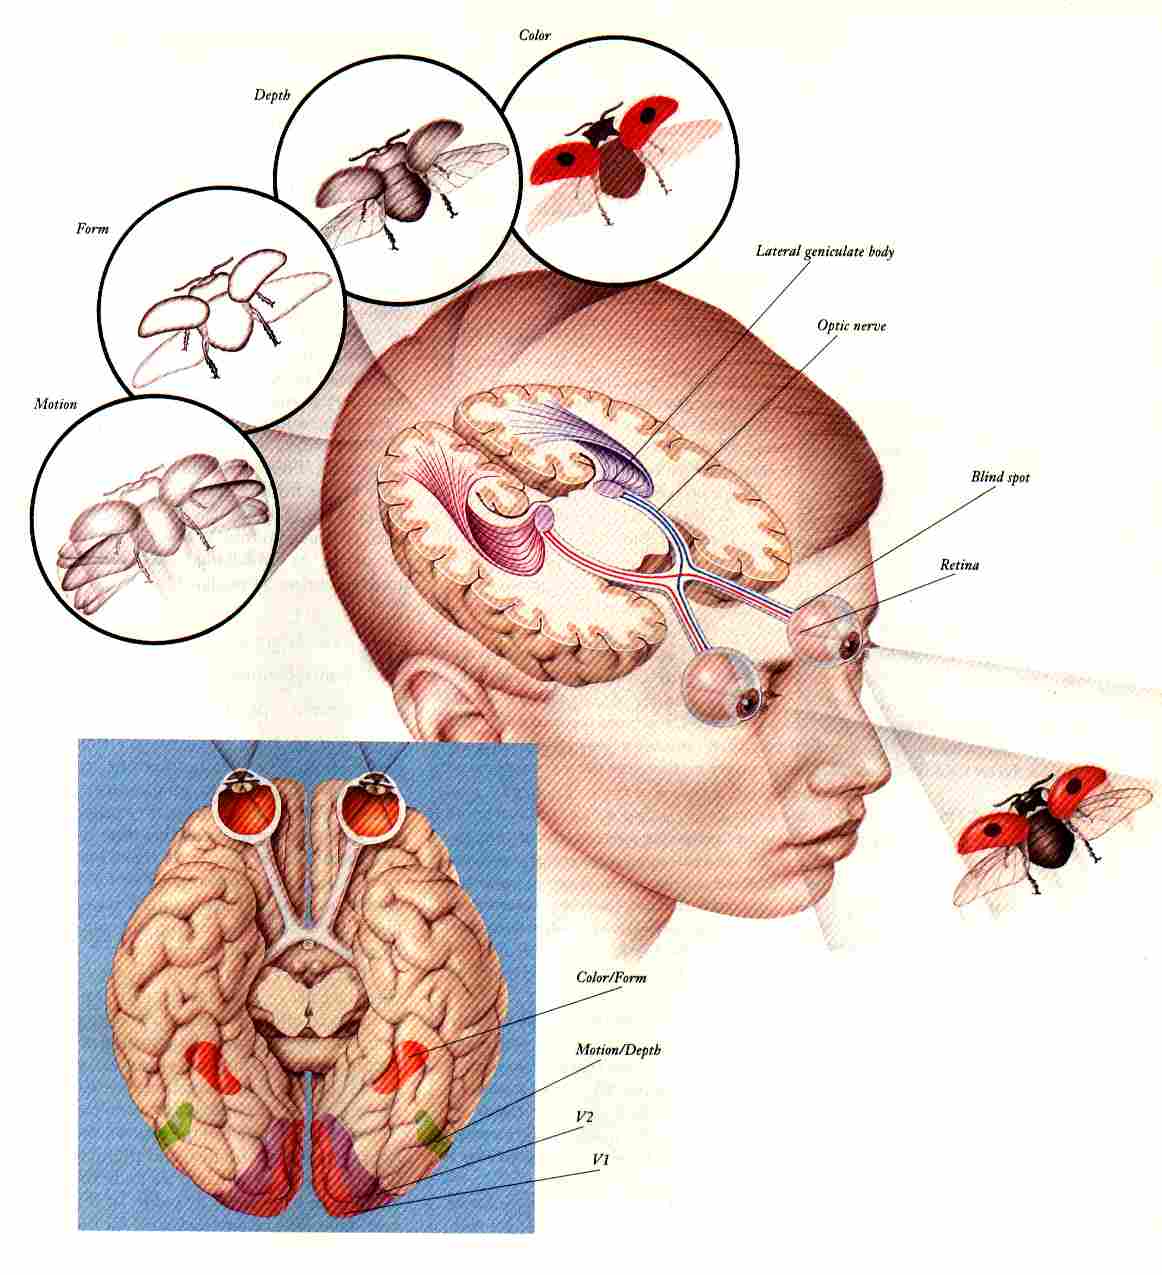 Color
Depth
Form
Motion
Lateral geniculate body
Optic nerve
Blind spot
Retina
Color/Form
Motion/Depth
V2
V1